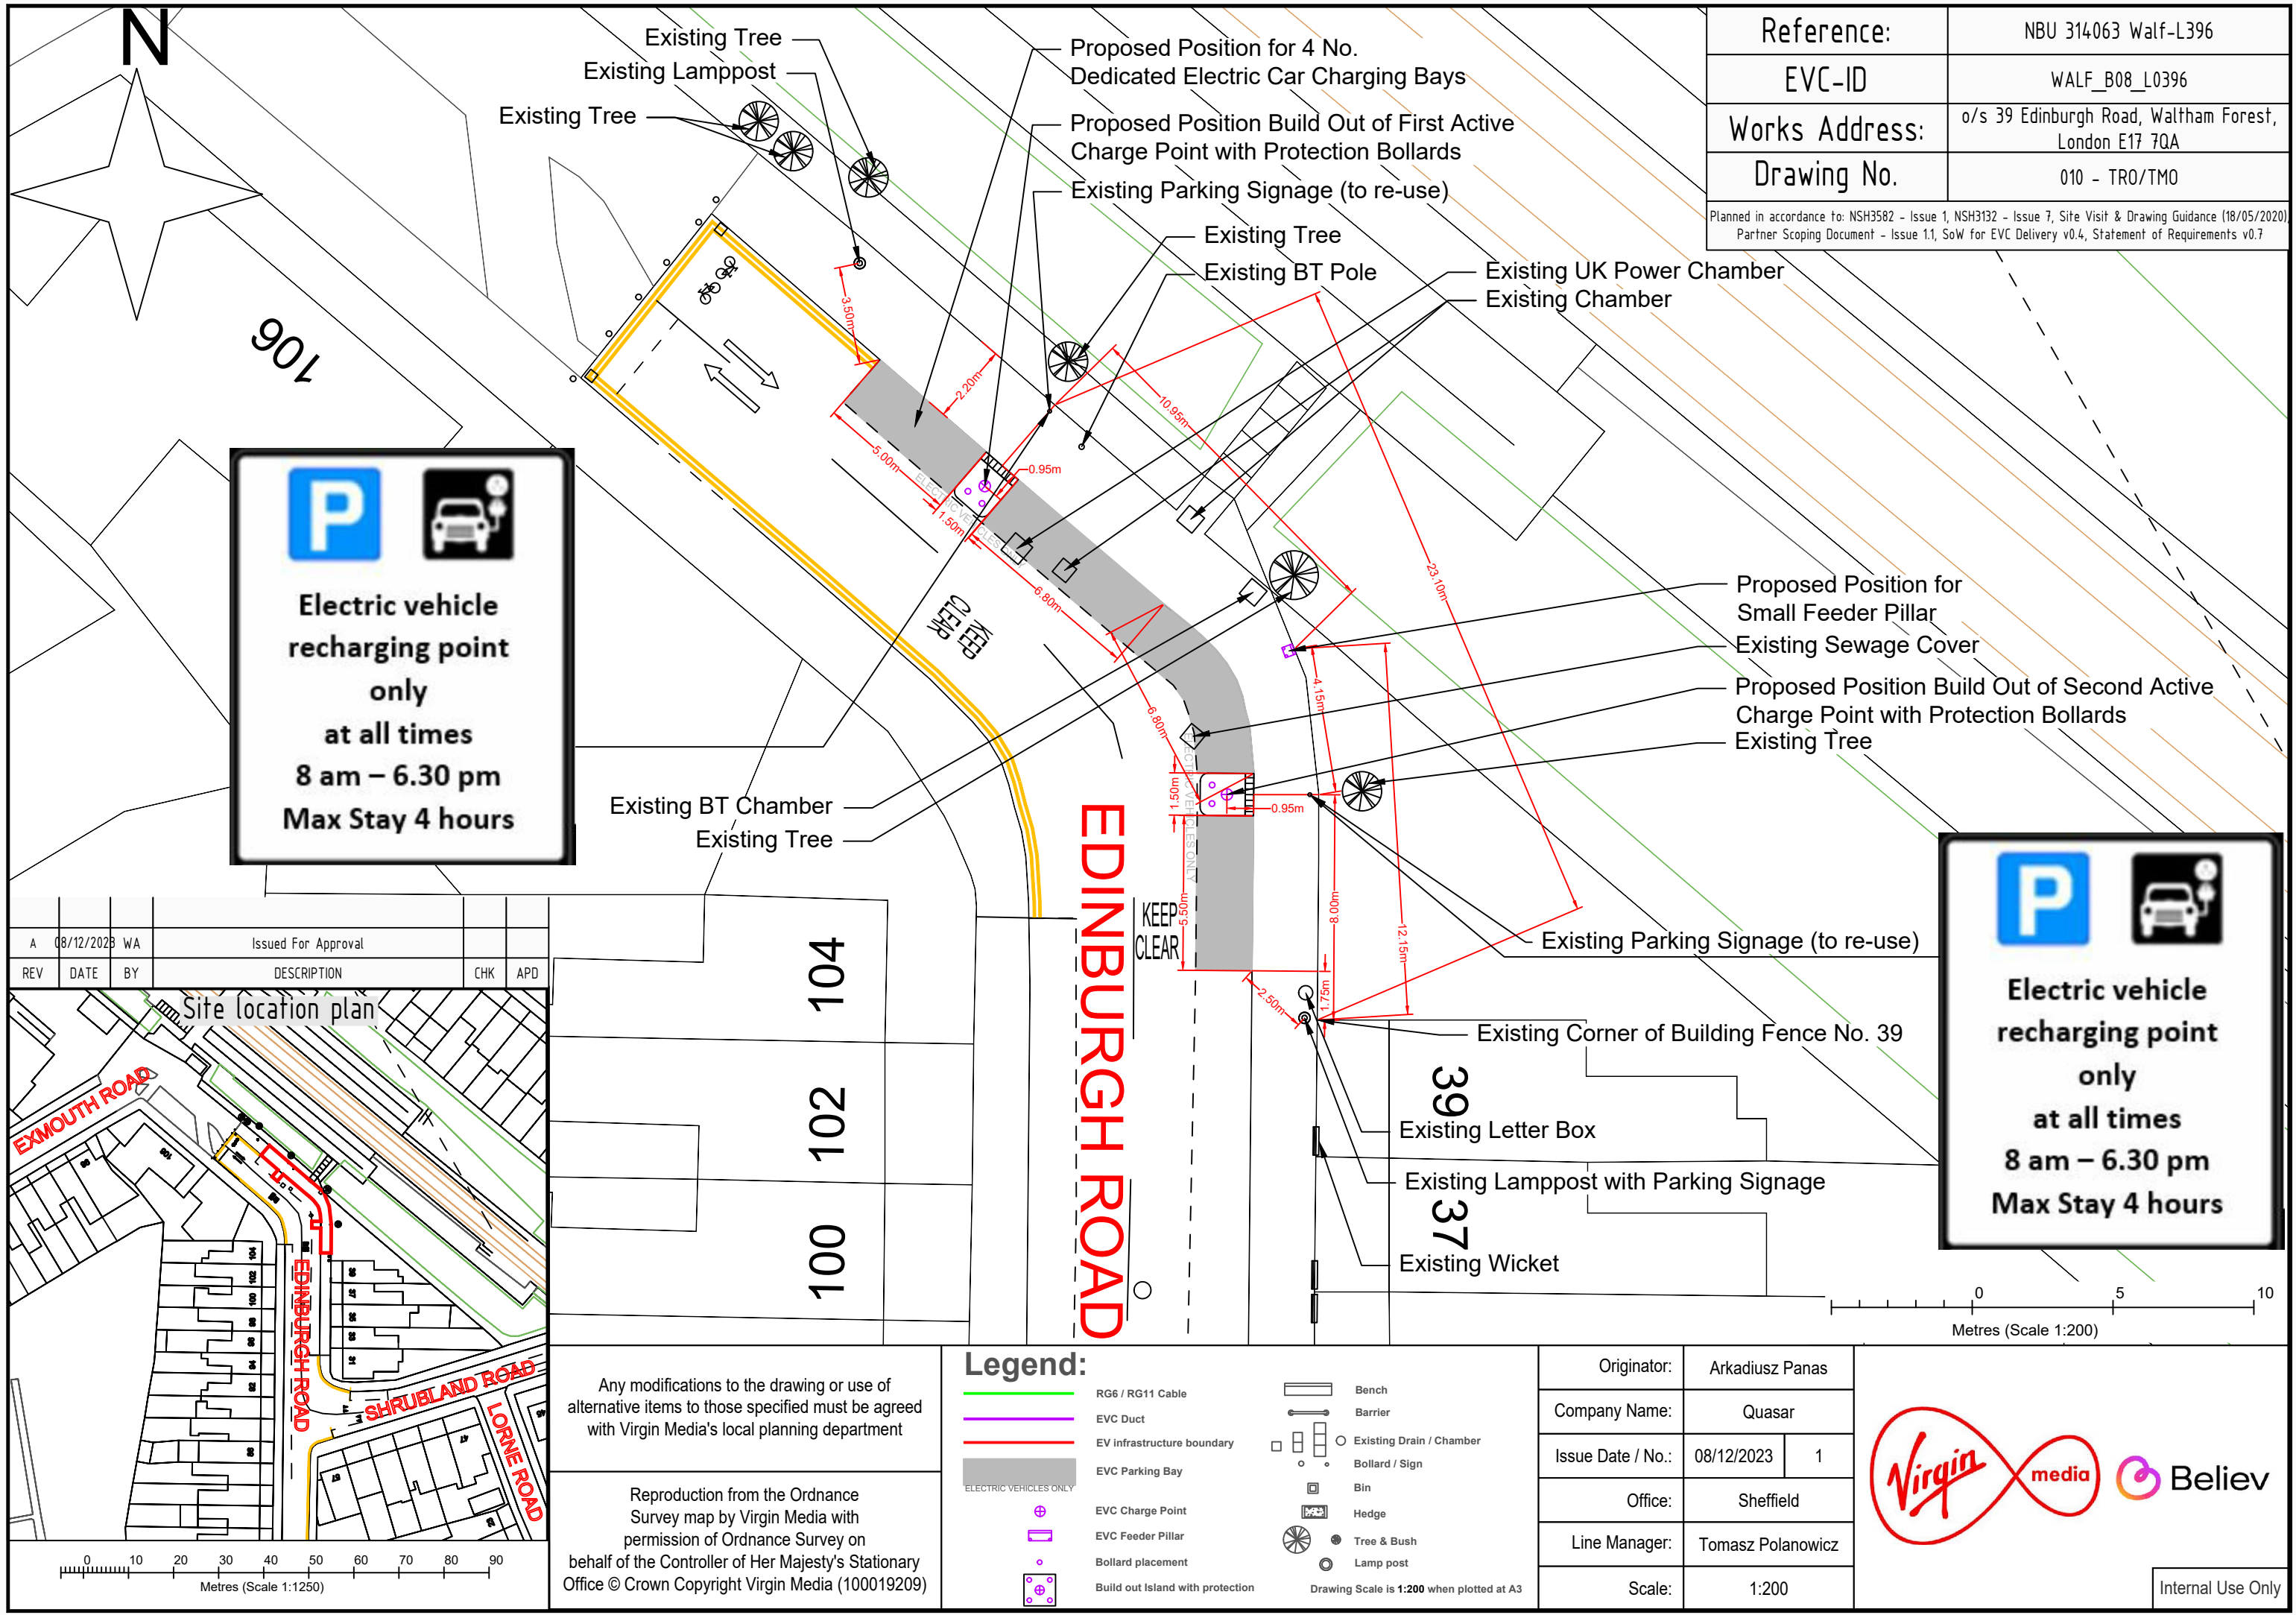 N
Existing Tree
Existing Lamppost
Existing Tree
Proposed Position for 4 No.
Dedicated Electric Car Charging Bays
Proposed Position Build Out of First Active
Charge Point with Protection Bollards
Existing Parking Signage (to re-use)
Existing Tree
Existing BT Pole
Existing UK Power Chamber
Existing Chamber
Reference:
NBU 314063 Walf-L396
EVC-ID
WALF_B08_L0396
Works Address:
o/s 39 Edinburgh Road, Waltham Forest,
London E17 7QA
Drawing No.
010 - TRO/TMO
Planned in accordance to: NSH3582 - Issue 1, NSH3132 - Issue 7, Site Visit & Drawing Guidance (18/05/2020)
Partner Scoping Document - Issue 1.1, SoW for EVC Delivery v0.4, Statement of Requirements v0.7
106
3.50m
2.20m
10.95m
5.00m
0.95m
1.50m
6.80m
23.10m
6.80m
4.15m
1.50m
0.95m
5.50m
8.00m
12.15m
2.50m
1.75m
ELECTRIC VEHICLES
ELECTRIC VEHICLES ONLY
KEEP
CLEAR
P
Electric vehicle
recharging point
only
at all times
8 am – 6.30 pm
Max Stay 4 hours
Proposed Position for
Small Feeder Pillar
Existing Sewage Cover
Proposed Position Build Out of Second Active
Charge Point with Protection Bollards
Existing Tree
Existing BT Chamber
Existing Tree
EDINBURGH ROAD
KEEP
CLEAR
104
102
100
39
37
Existing Parking Signage (to re-use)
Existing Corner of Building Fence No. 39
Existing Letter Box
Existing Lamppost with Parking Signage
Existing Wicket
P
Electric vehicle
recharging point
only
at all times
8 am – 6.30 pm
Max Stay 4 hours
0 5 10
Metres (Scale 1:200)
A 08/12/2023 WA Issued For Approval
REV DATE BY DESCRIPTION CHK APD
Site location plan
EXMOUTH ROAD
EDINBURGH ROAD
SHRUBLAND ROAD
LORNE ROAD
106
104
102
100
98
96
94
92
39
37
35
33
31
47
57
0 10 20 30 40 50 60 70 80 90
Metres (Scale 1:1250)
Any modifications to the drawing or use of
alternative items to those specified must be agreed
with Virgin Media's local planning department
Reproduction from the Ordnance
Survey map by Virgin Media with
permission of Ordnance Survey on
behalf of the Controller of Her Majesty's Stationary
Office © Crown Copyright Virgin Media (100019209)
Legend:
RG6 / RG11 Cable
EVC Duct
EV infrastructure boundary
EVC Parking Bay
ELECTRIC VEHICLES ONLY
EVC Charge Point
EVC Feeder Pillar
Bollard placement
Build out Island with protection
Bench
Barrier
Existing Drain / Chamber
Bollard / Sign
Bin
Hedge
Tree & Bush
Lamp post
Drawing Scale is 1:200 when plotted at A3
Originator: Arkadiusz Panas
Company Name: Quasar
Issue Date / No.: 08/12/2023 1
Office: Sheffield
Line Manager: Tomasz Polanowicz
Scale: 1:200
Virgin media
Believ
Internal Use Only